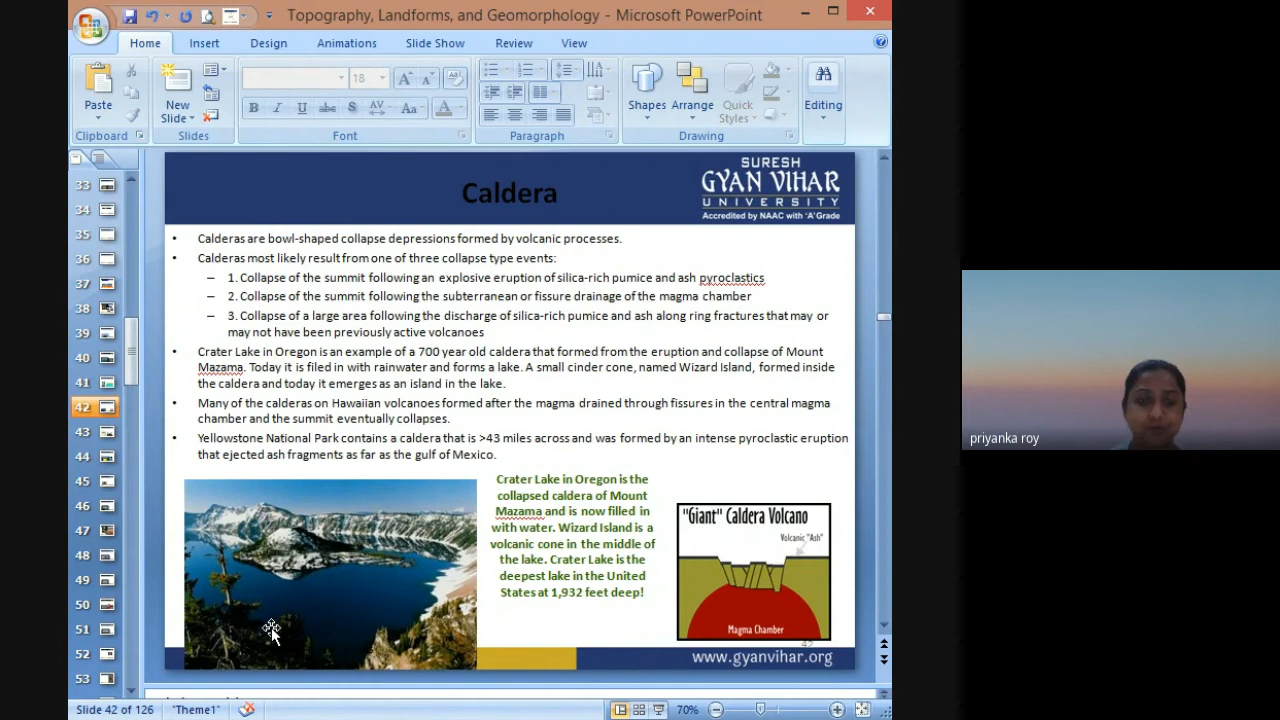 Topography, Landforms, and Geomorphology - Microsoft PowerPoint
Home Insert Design Animations Slide Show Review View
18
Paste
New Slide
Shapes Arrange Quick Styles
Editing
Clipboard Slides Font Paragraph Drawing
Caldera
SURESH
GYAN VIHAR
UNIVERSITY
Accredited by NAAC with 'A' Grade
• Calderas are bowl-shaped collapse depressions formed by volcanic processes.
• Calderas most likely result from one of three collapse type events:
– 1. Collapse of the summit following an explosive eruption of silica-rich pumice and ash pyroclastics
– 2. Collapse of the summit following the subterranean or fissure drainage of the magma chamber
– 3. Collapse of a large area following the discharge of silica-rich pumice and ash along ring fractures that may or
may not have been previously active volcanoes
• Crater Lake in Oregon is an example of a 700 year old caldera that formed from the eruption and collapse of Mount
Mazama. Today it is filed in with rainwater and forms a lake. A small cinder cone, named Wizard Island, formed inside
the caldera and today it emerges as an island in the lake.
• Many of the calderas on Hawaiian volcanoes formed after the magma drained through fissures in the central magma
chamber and the summit eventually collapses.
• Yellowstone National Park contains a caldera that is >43 miles across and was formed by an intense pyroclastic eruption
that ejected ash fragments as far as the gulf of Mexico.
Crater Lake in Oregon is the
collapsed caldera of Mount
Mazama and is now filled in
with water. Wizard Island is a
volcanic cone in the middle of
the lake. Crater Lake is the
deepest lake in the United
States at 1,932 feet deep!
"Giant" Caldera Volcano
Volcanic "Ash"
Magma Chamber
42
www.gyanvihar.org
33
34
35
36
37
38
39
40
41
42
43
44
45
46
47
48
49
50
51
52
53
Slide 42 of 126 "Theme1" 70%
priyanka roy